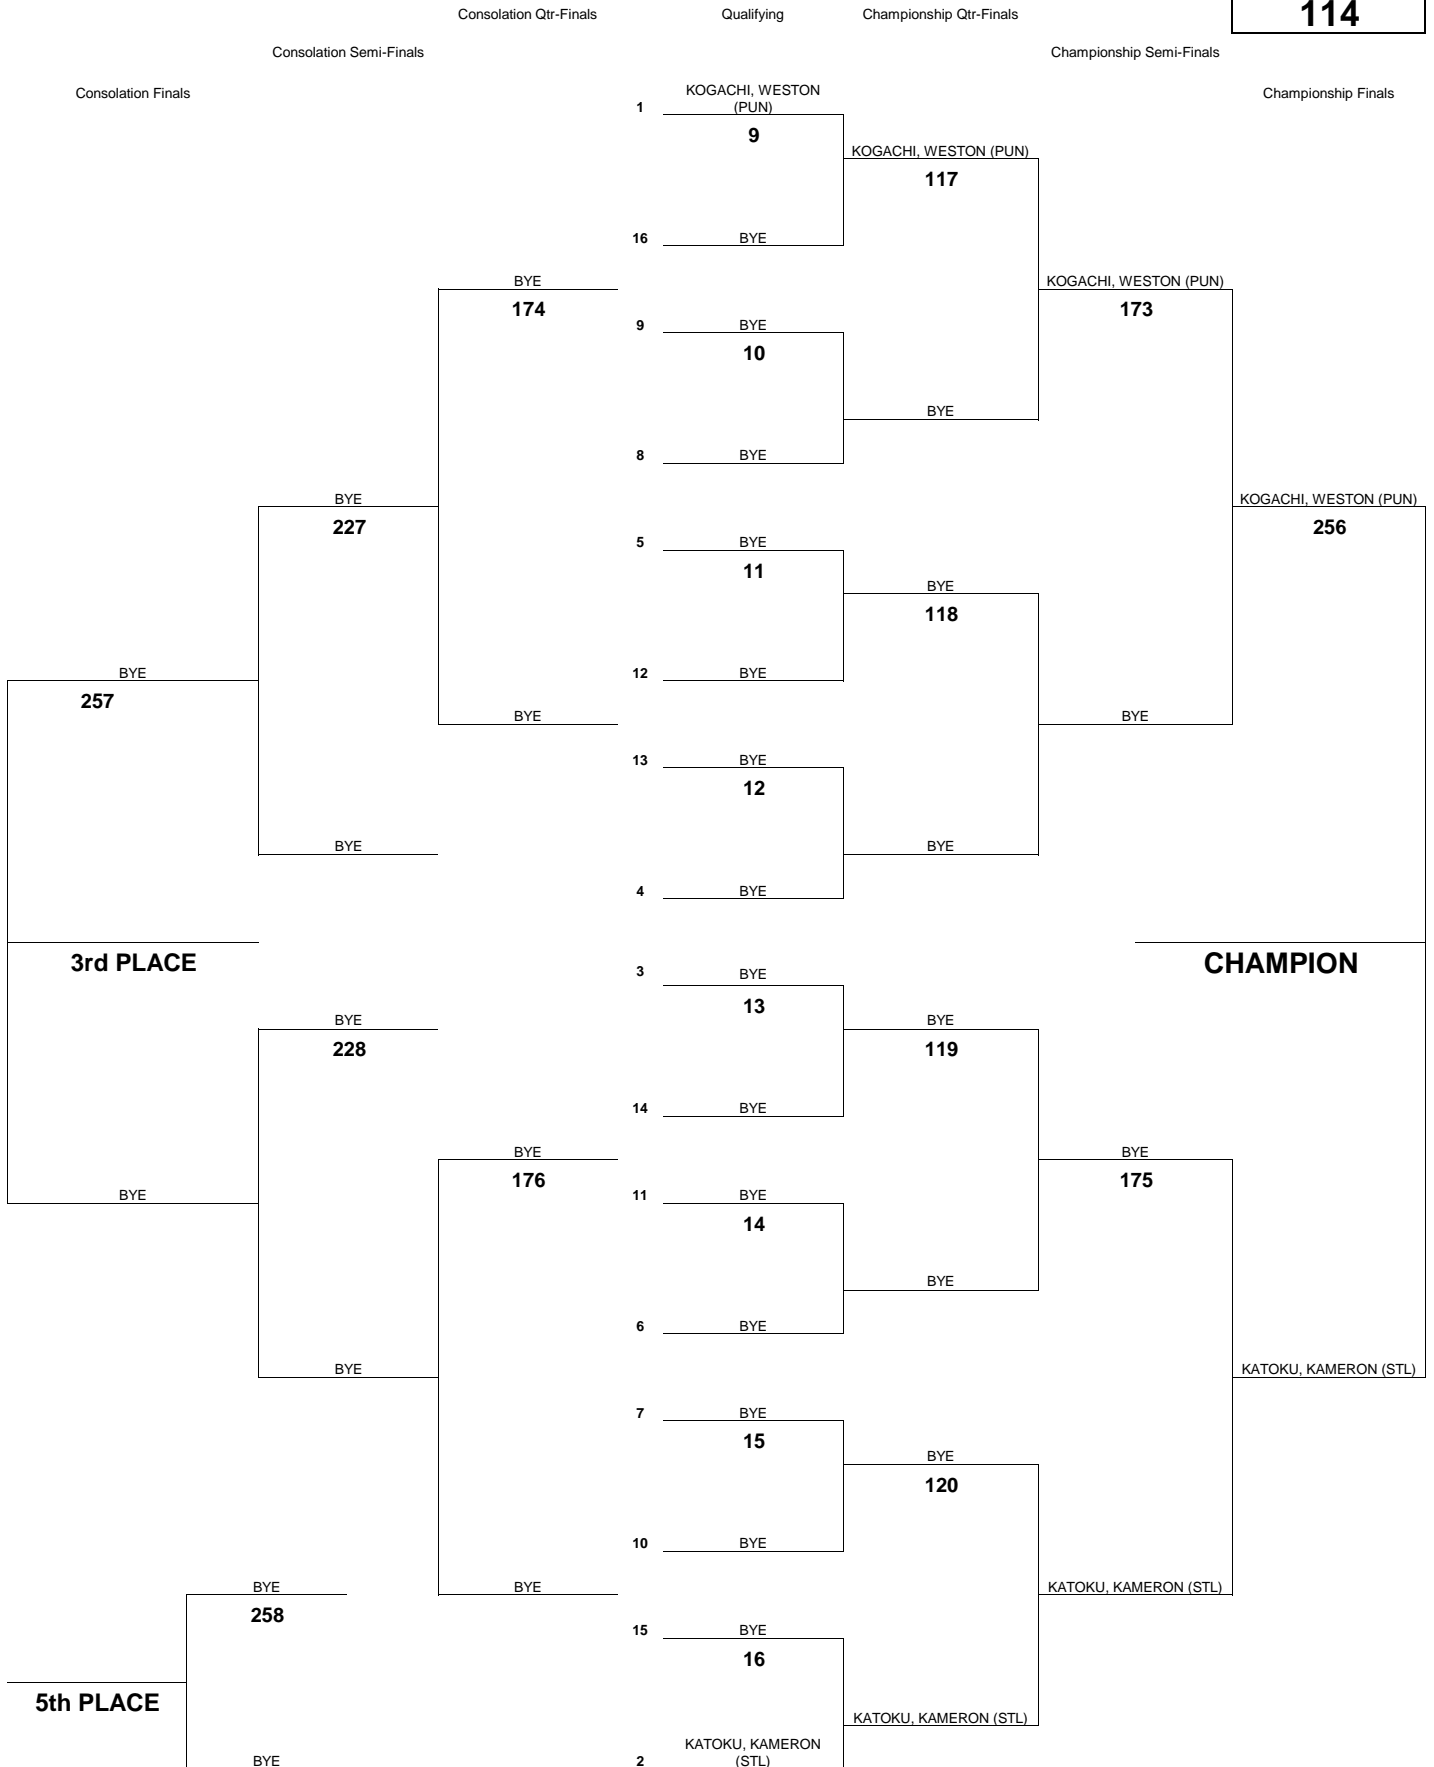 Consolation Qtr-Finals Qualifying Championship Qtr-Finals 114
Consolation Semi-Finals Championship Semi-Finals
Consolation Finals Championship Finals
KOGACHI, WESTON
1 (PUN)
9
KOGACHI, WESTON (PUN)
117
16 BYE
BYE KOGACHI, WESTON (PUN)
174 173
9 BYE
10
BYE
8 BYE
BYE KOGACHI, WESTON (PUN)
227 256
5 BYE
11
BYE
118
BYE 12 BYE
257
BYE BYE
13 BYE
12
BYE BYE
4 BYE
3rd PLACE CHAMPION
3 BYE
13
BYE BYE
228 119
14 BYE
BYE BYE
176 175
BYE 11 BYE
14
BYE
6 BYE
BYE KATOKU, KAMERON (STL)
7 BYE
15
BYE
120
10 BYE
BYE BYE KATOKU, KAMERON (STL)
258
15 BYE
16
5th PLACE
KATOKU, KAMERON (STL)
KATOKU, KAMERON
BYE 2 (STL)